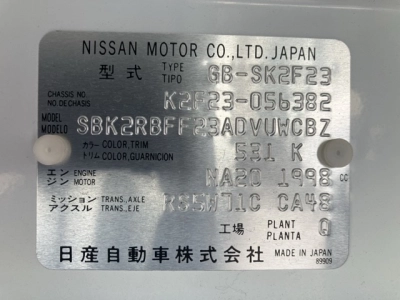 NISSAN MOTOR CO.,LTD.JAPAN
型式 TYPE TIPO GB-SK2F23
CHASSIS NO NO DECHASIS K2F23-056382
MODEL MODELO SBK2RBFF23ADVUWCBZ
カラー COLOR,TRIM
トリム COLOR,GUARNICION 531 K
エン ENGINE
ジン MOTOR NA20 1998 CC
ミッション TRANS.,AXLE
アクスル TRANS.,EJE CA48
工場 PLANT PLANTA Q
日産自動車株式会社 MADE IN JAPAN
89909